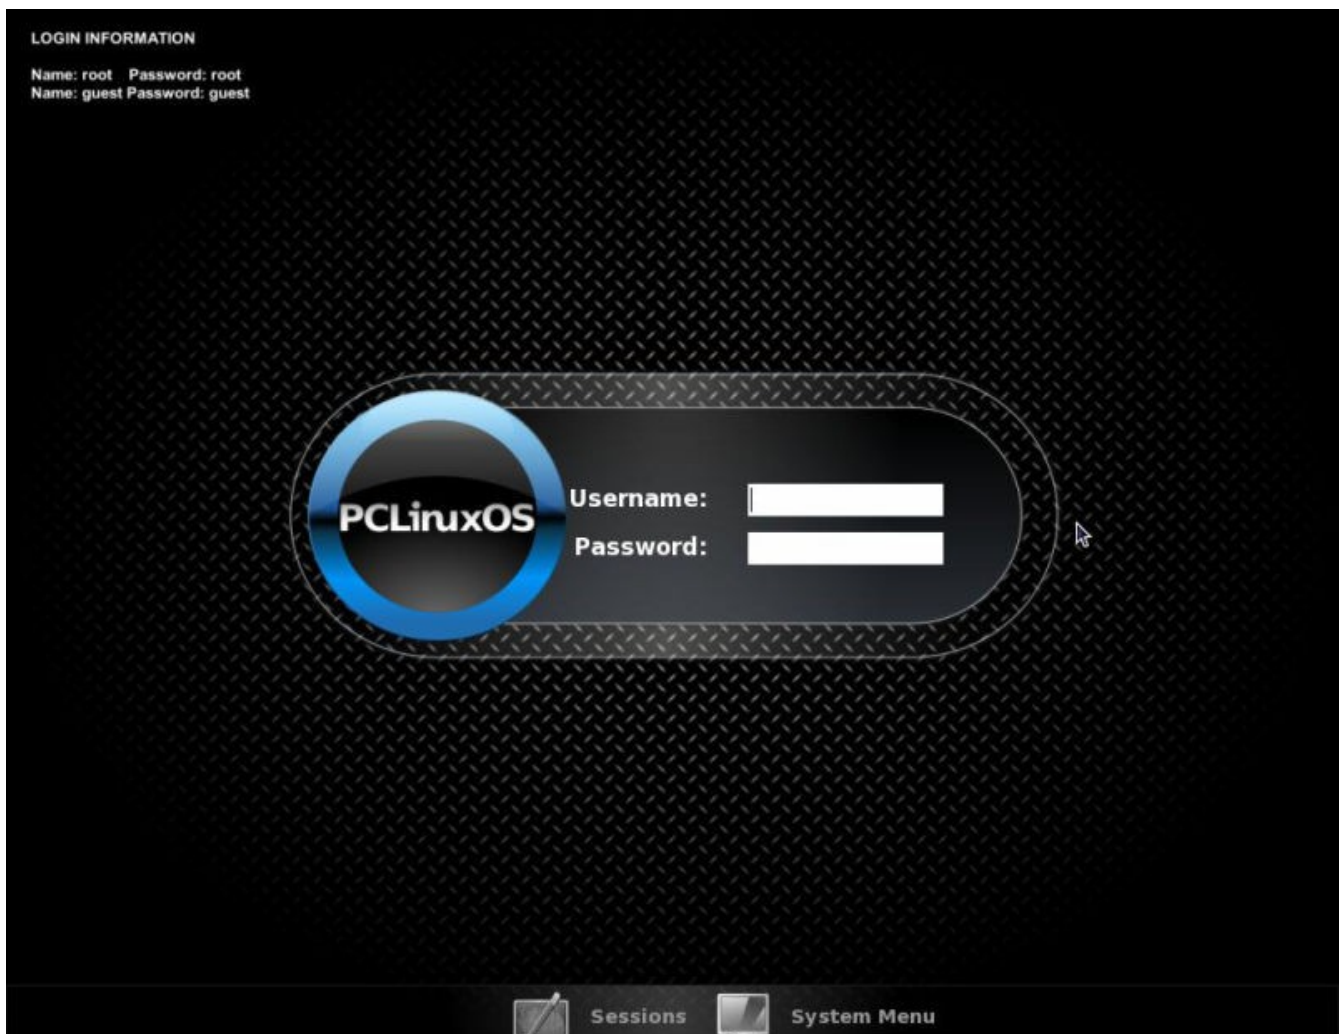 LOGIN INFORMATION
Name: root Password: root
Name: guest Password: guest
PCLinuxOS
Username:
Password:
Sessions
System Menu